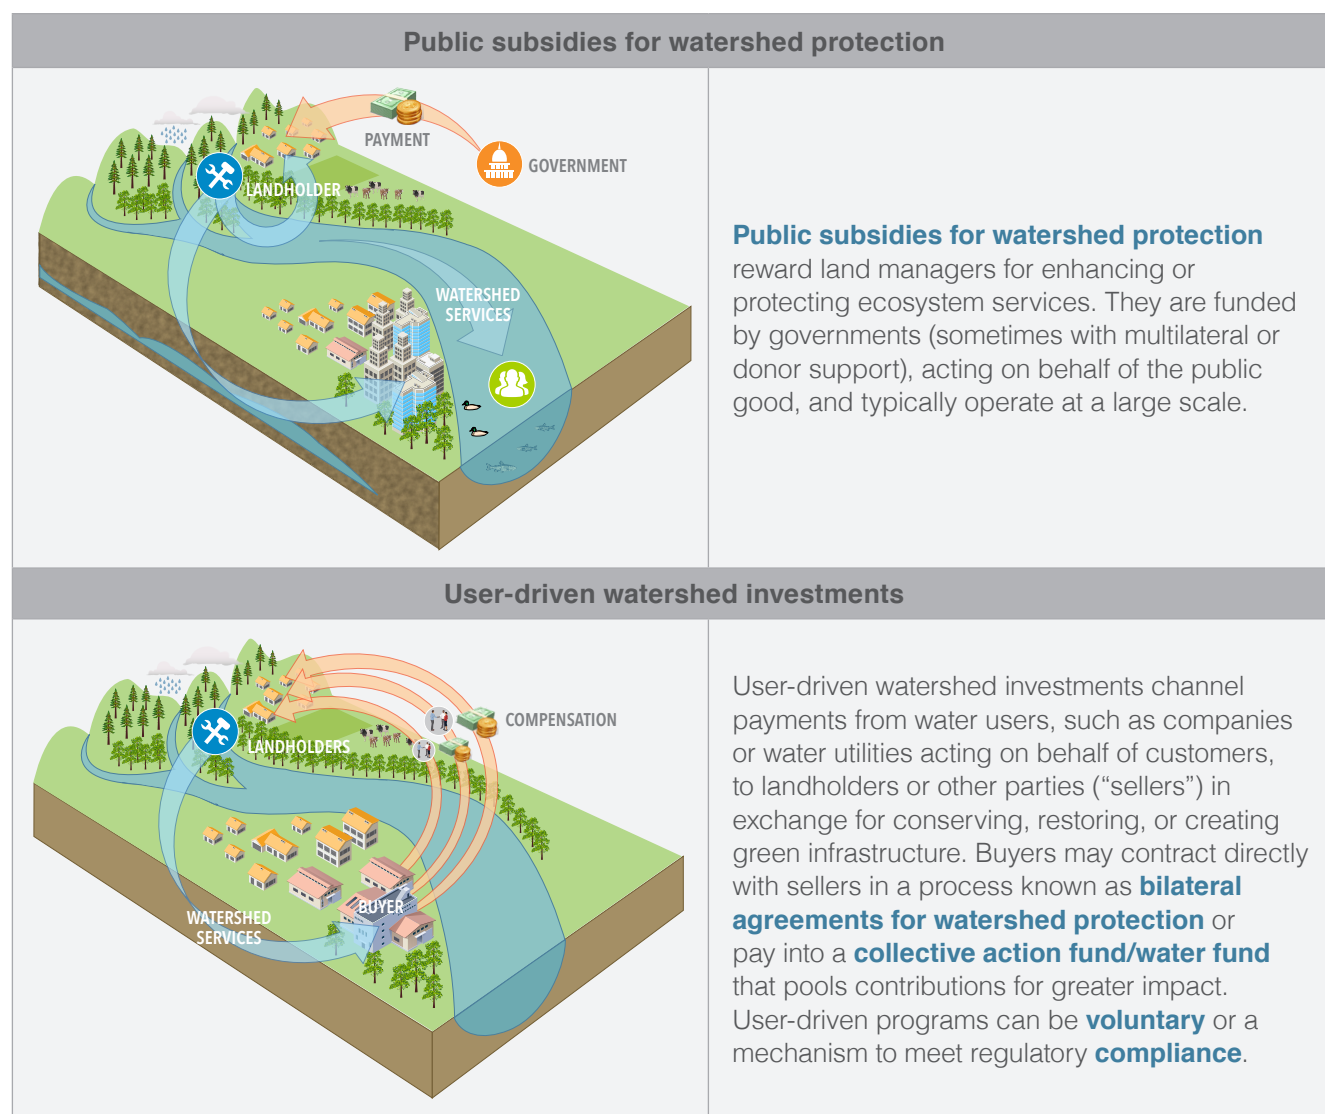 Public subsidies for watershed protection
PAYMENT
GOVERNMENT
LANDHOLDER
WATERSHED
SERVICES
Public subsidies for watershed protection
reward land managers for enhancing or
protecting ecosystem services. They are funded
by governments (sometimes with multilateral or
donor support), acting on behalf of the public
good, and typically operate at a large scale.
User-driven watershed investments
COMPENSATION
LANDHOLDERS
BUYER
WATERSHED
SERVICES
User-driven watershed investments channel
payments from water users, such as companies
or water utilities acting on behalf of customers,
to landholders or other parties (“sellers”) in
exchange for conserving, restoring, or creating
green infrastructure. Buyers may contract directly
with sellers in a process known as bilateral
agreements for watershed protection or
pay into a collective action fund/water fund
that pools contributions for greater impact.
User-driven programs can be voluntary or a
mechanism to meet regulatory compliance.